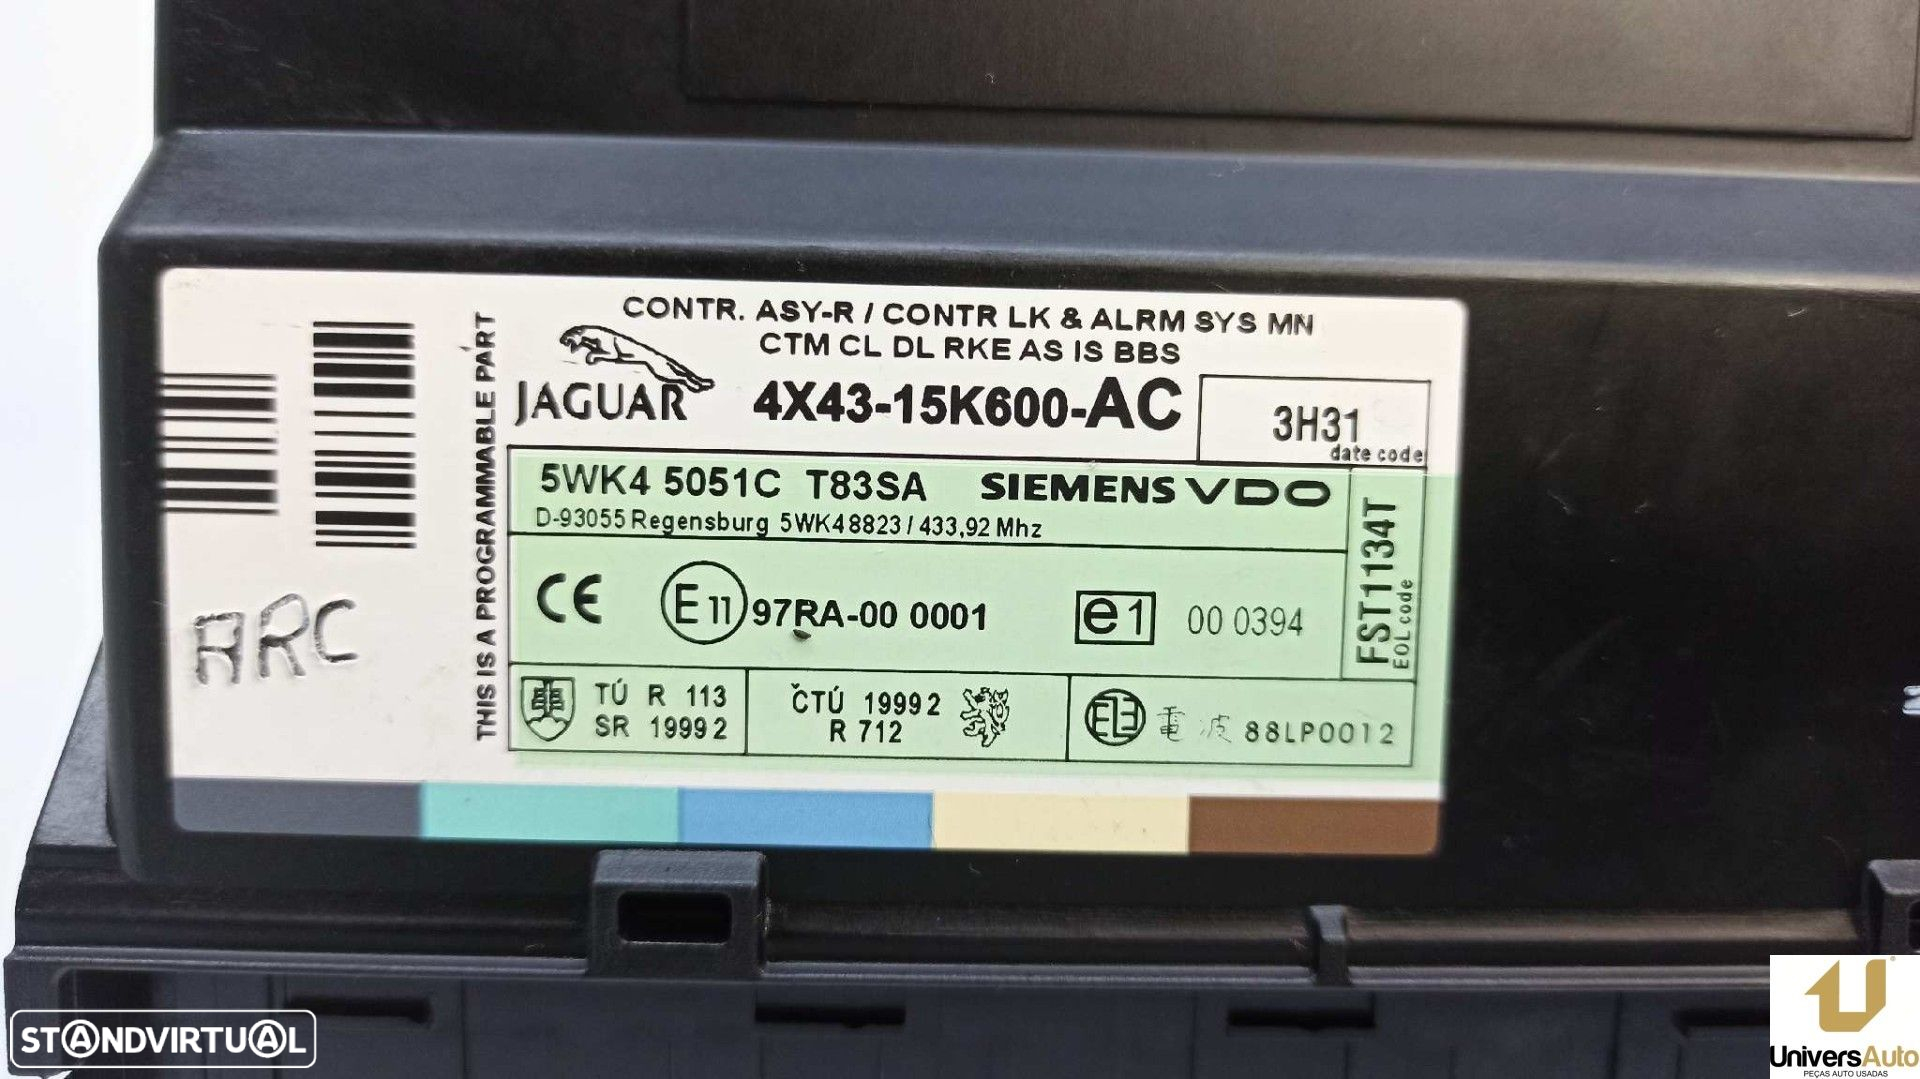 CONTR. ASY-R / CONTR LK & ALRM SYS MN
CTM CL DL RKE AS IS BBS
JAGUAR
4X43-15K600-AC
3H31
date code
THIS IS A PROGRAMMABLE PART
5WK4 5051C T83SA SIEMENS VDO
D-93055 Regensburg 5WK48823 / 433,92 Mhz
FST1134T
EOL code
CE E11 97RA-00 0001 e1 00 0394
ARC
TÚ R 113
SR 1999 2
ČTÚ 1999 2
R 712
電波 88LP0012
STANDVIRTUAL
UniversAuto
PEÇAS AUTO USADAS